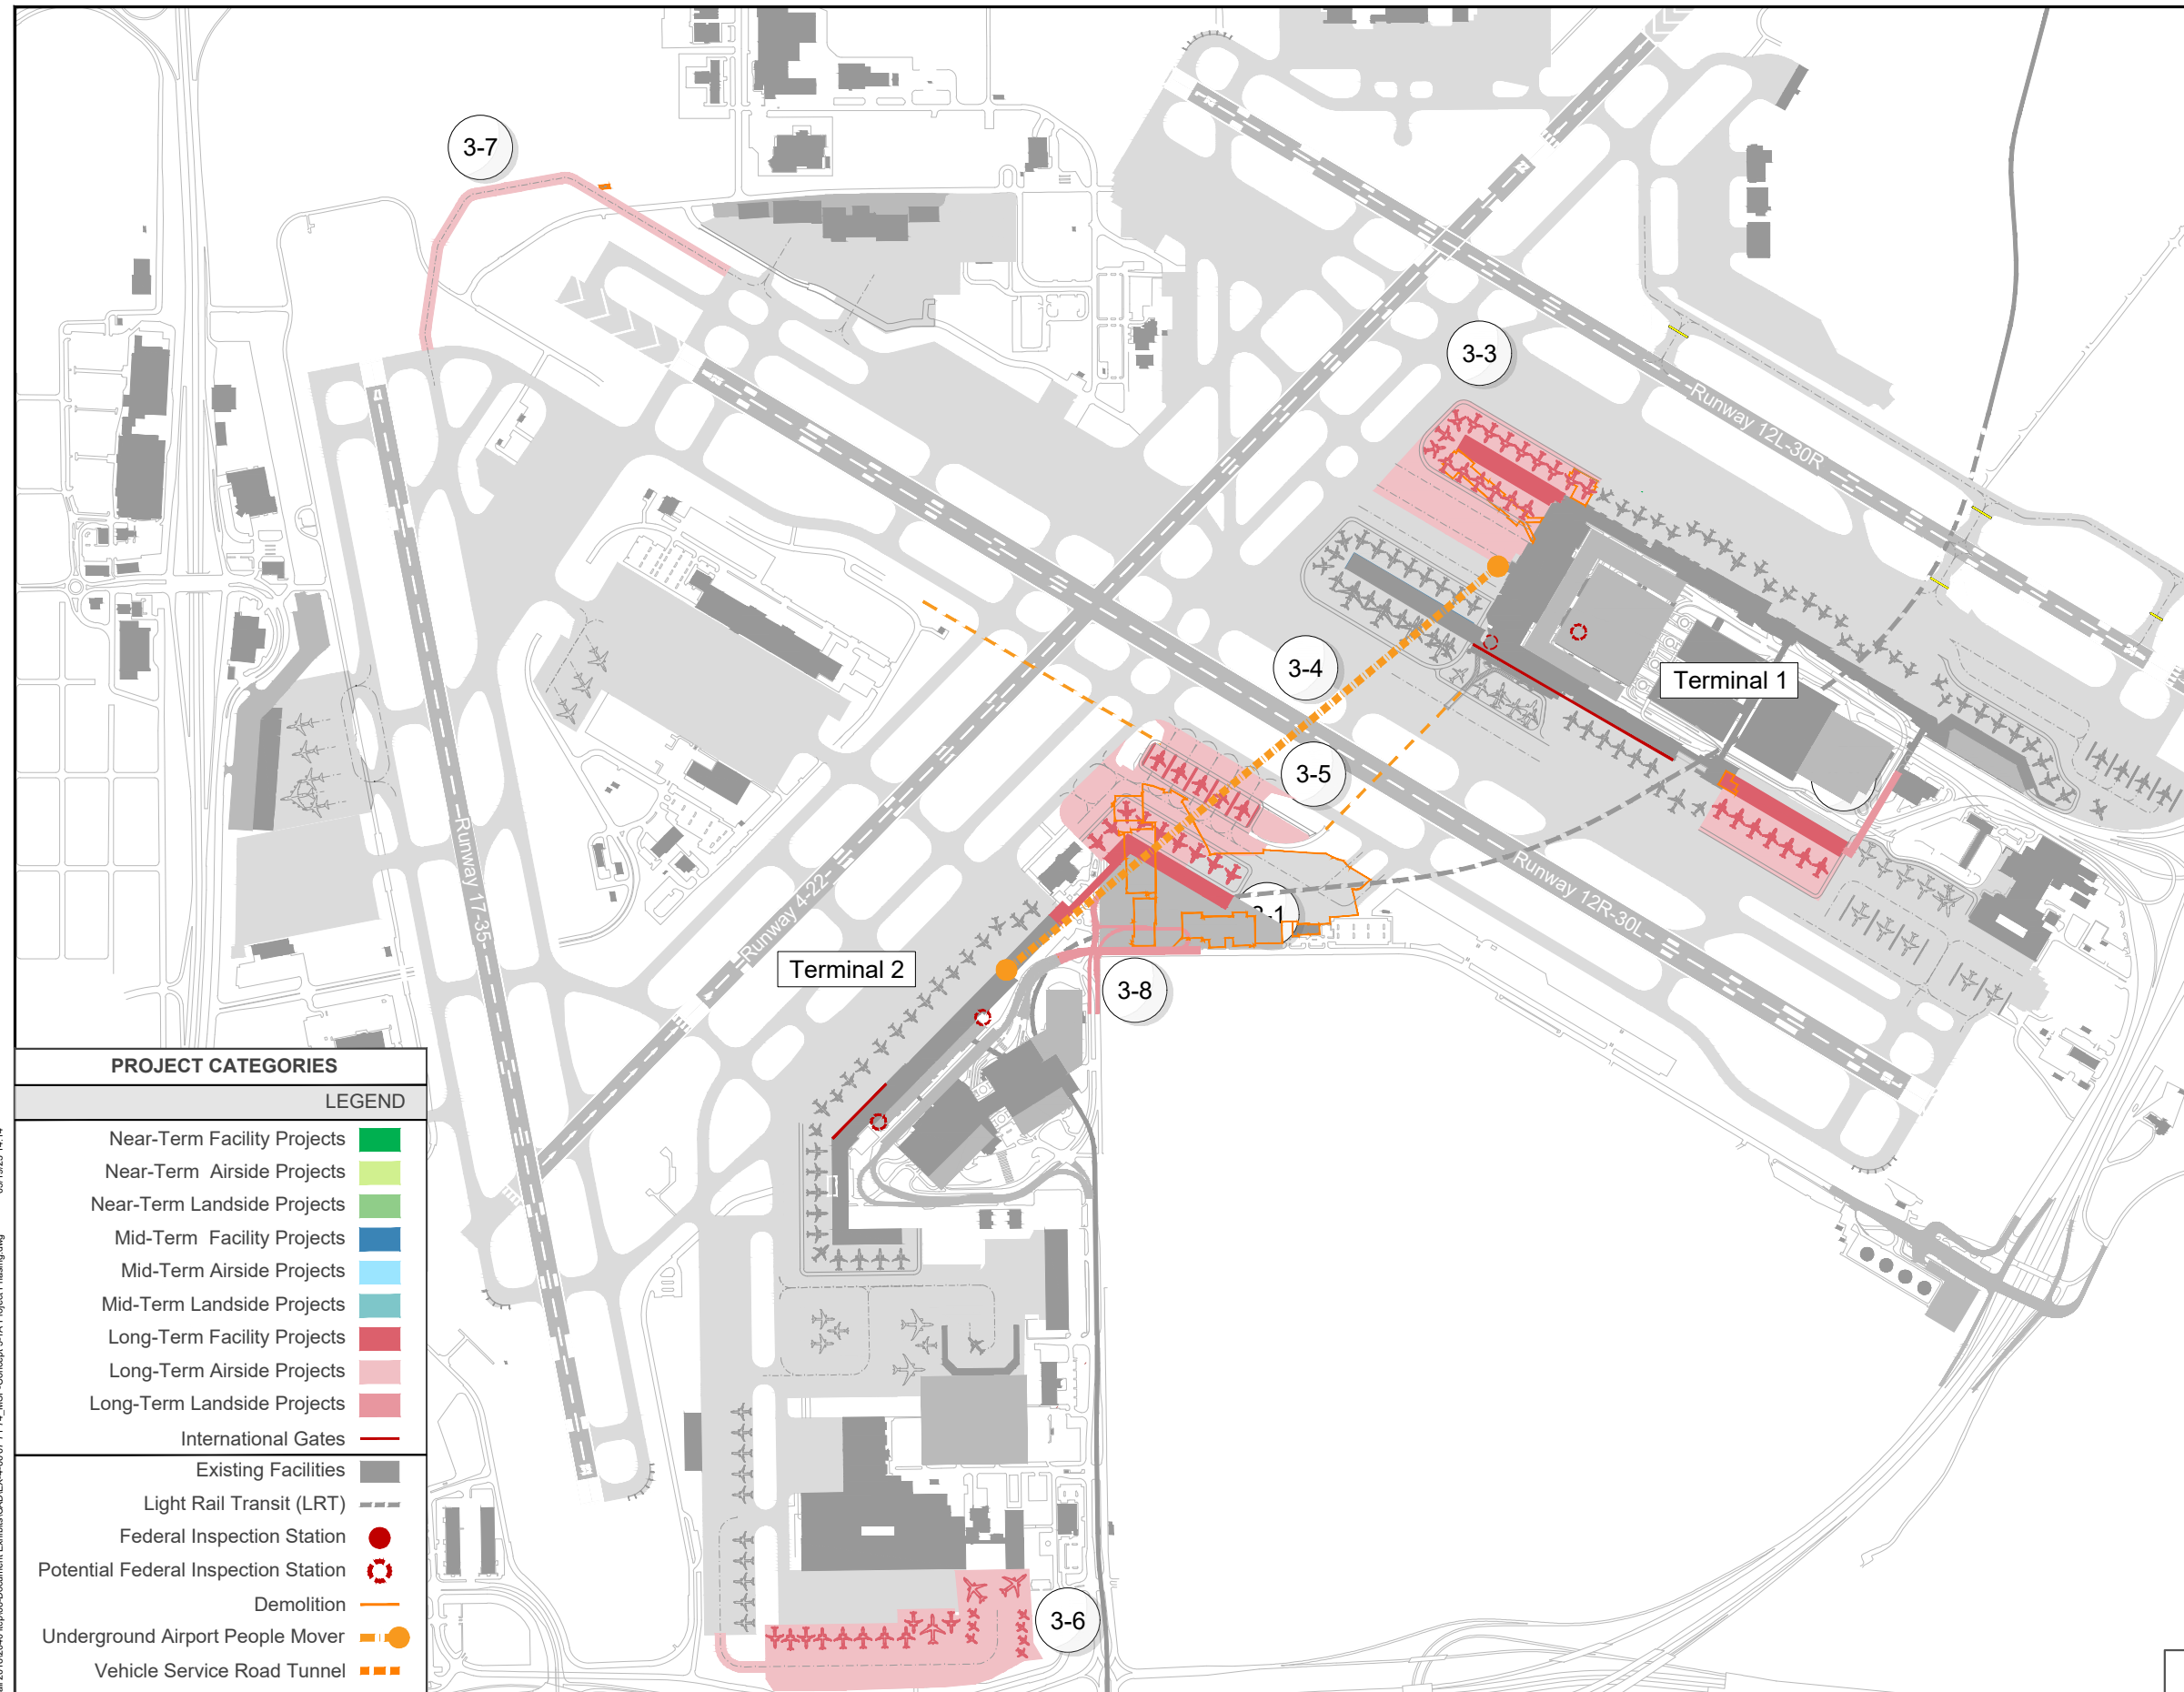 3-7
3-3
Runway 12L-30R
3-4
Terminal 1
3-5
Runway 17-35
Runway 4-22
Runway 12R-30L
Terminal 2
3-8
PROJECT CATEGORIES
LEGEND
Near-Term Facility Projects
Near-Term Airside Projects
Near-Term Landside Projects
Mid-Term Facility Projects
Mid-Term Airside Projects
Mid-Term Landside Projects
Long-Term Facility Projects
Long-Term Airside Projects
Long-Term Landside Projects
International Gates
Existing Facilities
Light Rail Transit (LRT)
Federal Inspection Station
Potential Federal Inspection Station
Demolition
Underground Airport People Mover
Vehicle Service Road Tunnel
3-6